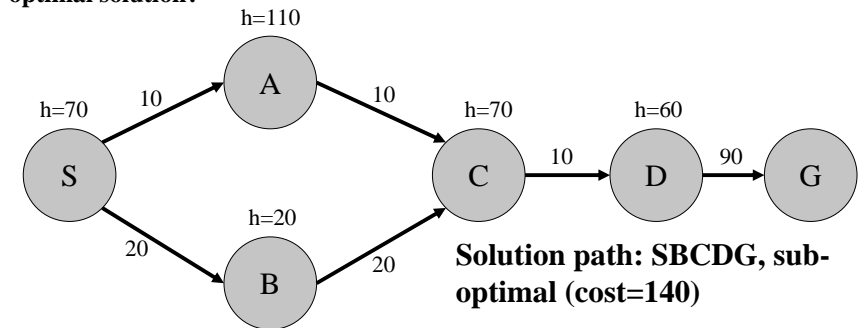 optimal solution?
h=110
A
10
10
h=70
h=70
h=60
S
C
10
D
90
G
h=20
20
20
B
Solution path: SBCDG, sub-
optimal (cost=140)